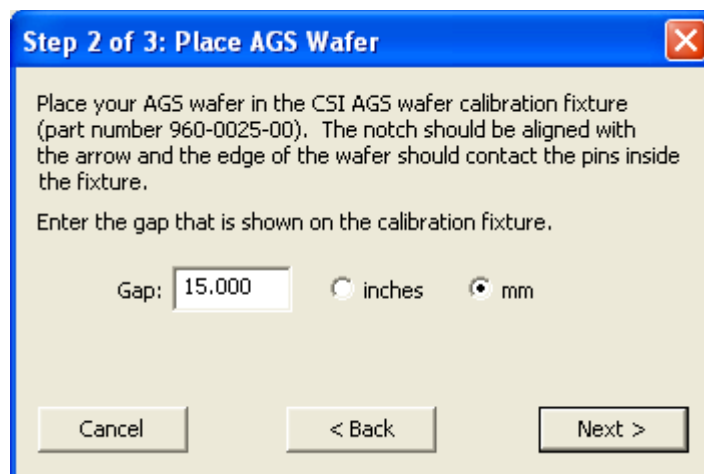 Step 2 of 3: Place AGS Wafer
Place your AGS wafer in the CSI AGS wafer calibration fixture
(part number 960-0025-00).  The notch should be aligned with
the arrow and the edge of the wafer should contact the pins inside
the fixture.
Enter the gap that is shown on the calibration fixture.
Gap: 15.000 inches mm
Cancel < Back Next >